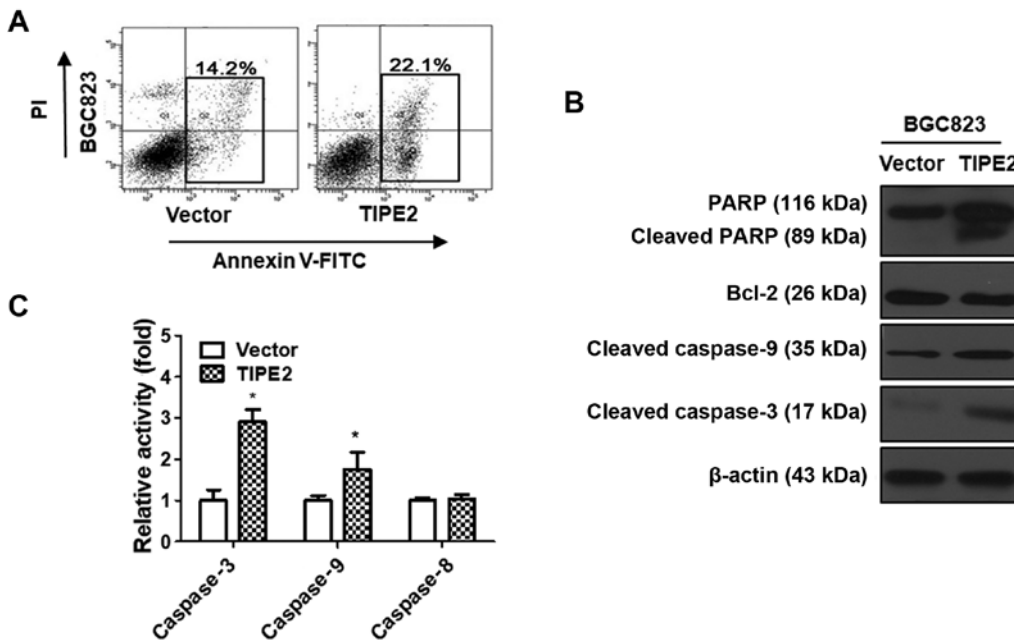 A
14.2%
22.1%
PI
BGC823
Q1
Q2
Vector
TIPE2
Annexin V-FITC
B
BGC823
Vector TIPE2
PARP (116 kDa)
Cleaved PARP (89 kDa)
Bcl-2 (26 kDa)
Cleaved caspase-9 (35 kDa)
Cleaved caspase-3 (17 kDa)
β-actin (43 kDa)
C
Relative activity (fold)
5
4
3
2
1
0
Vector
TIPE2
*
*
Caspase-3
Caspase-9
Caspase-8